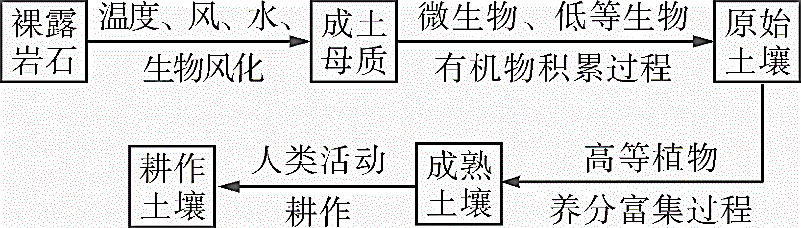 裸露
岩石
温度、风、水、
生物风化
成土
母质
微生物、低等生物
有机物积累过程
原始
土壤
高等植物
养分富集过程
成熟
土壤
人类活动
耕作
耕作
土壤